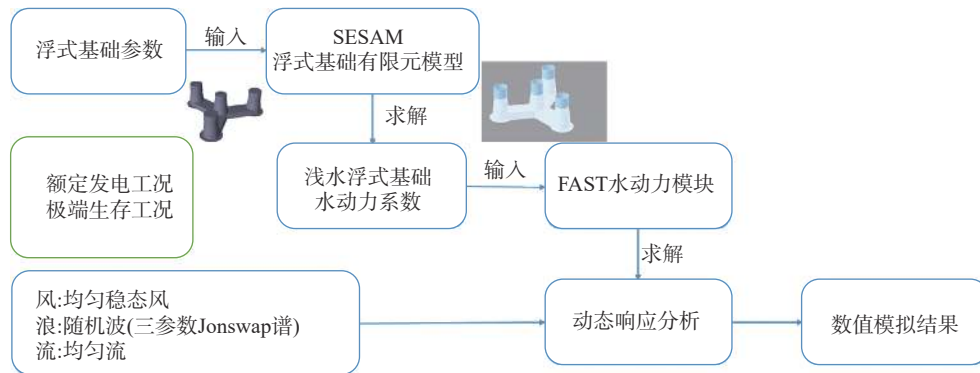 浮式基础参数
输入
SESAM
浮式基础有限元模型
求解
额定发电工况
极端生存工况
浅水浮式基础
水动力系数
输入
FAST水动力模块
求解
风:均匀稳态风
浪:随机波(三参数Jonswap谱)
流:均匀流
动态响应分析
数值模拟结果